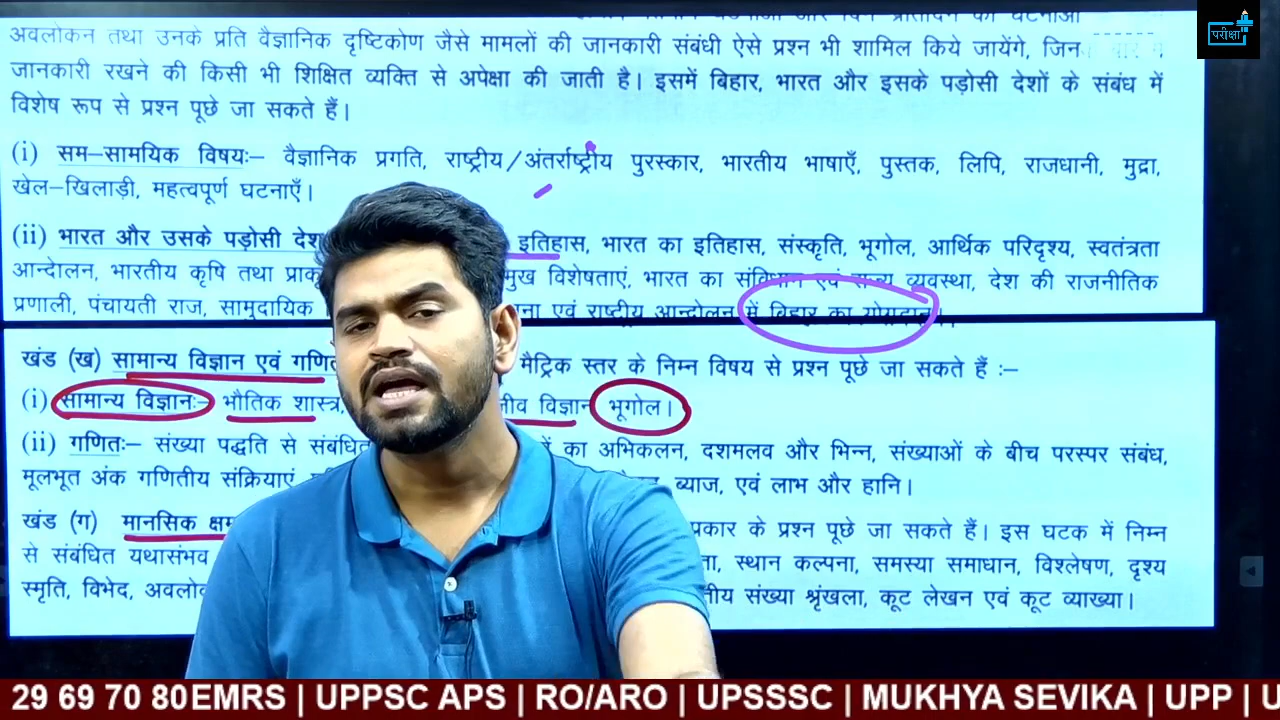 परीक्षा
अवलोकन तथा उनके प्रति वैज्ञानिक दृष्टिकोण जैसे मामलों की जानकारी संबंधी ऐसे प्रश्न भी शामिल किये जायेंगे,
जानकारी रखने की किसी भी शिक्षित व्यक्ति से अपेक्षा की जाती है। इसमें बिहार, भारत और इसके पड़ोसी देशों के संबंध में
विशेष रूप से प्रश्न पूछे जा सकते हैं।
(i) सम–सामयिक विषयः– वैज्ञानिक प्रगति, राष्ट्रीय/अंतर्राष्ट्रीय पुरस्कार, भारतीय भाषाएँ, पुस्तक, लिपि, राजधानी, मुद्रा,
खेल–खिलाड़ी, महत्वपूर्ण घटनाएँ।
(ii) भारत और उसके पड़ोसी इतिहास, भारत का इतिहास, संस्कृति, भूगोल, आर्थिक परिदृश्य, स्वतंत्रता
आन्दोलन, भारतीय कृषि तथा विशेषताएं, भारत का संविधान एवं राज्य व्यवस्था, देश की राजनीतिक
प्रणाली, पंचायती राज, सामुदायिक एवं राष्ट्रीय आन्दोलन में बिहार का योगदान।
खंड (ख) सामान्य विज्ञान एवं मैट्रिक स्तर के निम्न विषय से प्रश्न पूछे जा सकते हैं :–
(i) सामान्य विज्ञानः– भौतिक शास्त्र, विज्ञान भूगोल।
(ii) गणितः– संख्या पद्धति से संबंधित का अभिकलन, दशमलव और भिन्न, संख्याओं के बीच परस्पर संबंध,
मूलभूत अंक गणितीय संक्रियाएं, ब्याज, एवं लाभ और हानि।
खंड (ग) मानसिक प्रकार के प्रश्न पूछे जा सकते हैं। इस घटक में निम्न
से संबंधित यथासंभव स्थान कल्पना, समस्या समाधान, विश्लेषण, दृश्य
स्मृति, विभेद, संख्या श्रृंखला, कूट लेखन एवं कूट व्याख्या।
29 69 70 80EMRS | UPPSC APS | RO/ARO | UPSSSC | MUKHYA SEVIKA | UPP |